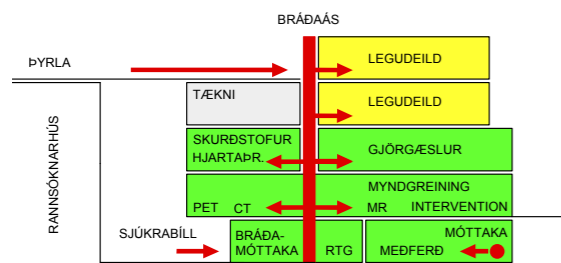 BRÁÐAÁS
ÞYRLA
LEGUDEILD
TÆKNI
LEGUDEILD
RANNSÓKNARHÚS
SKURÐSTOFUR
HJARTAÞR.
GJÖRGÆSLUR
MYNDGREINING
PET CT MR INTERVENTION
SJÚKRABÍLL
BRÁÐA-
MÓTTAKA
RTG
MÓTTAKA
MEÐFERÐ